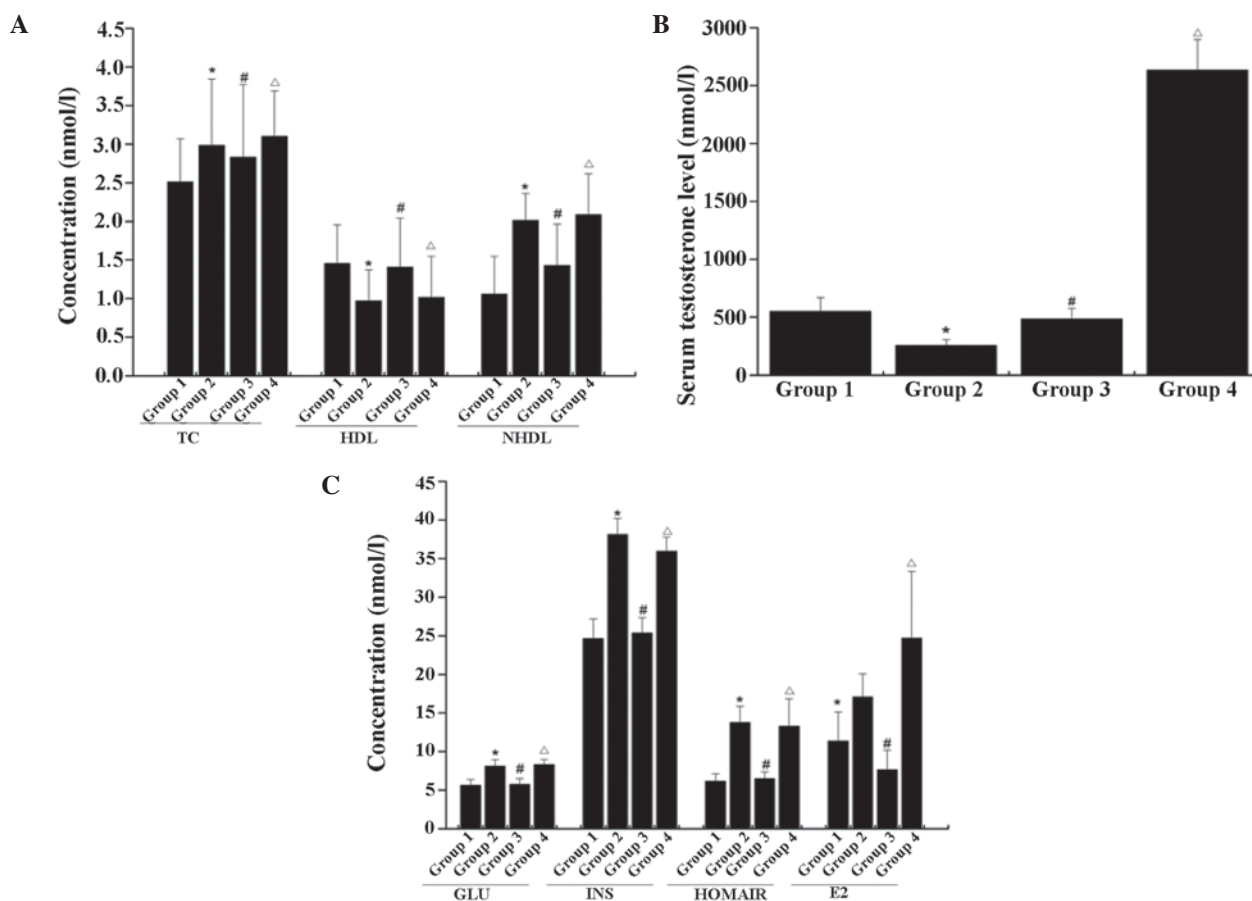 A
Concentration (nmol/l)
4.5
4.0
3.5
3.0
2.5
2.0
1.5
1.0
0.5
0.0
* # △
* # △
* # △
Group 1 Group 2 Group 3 Group 4 Group 1 Group 2 Group 3 Group 4 Group 1 Group 2 Group 3 Group 4
TC HDL NHDL
B
Serum testosterone level (nmol/l)
3000
2500
2000
1500
1000
500
0
* # △
Group 1 Group 2 Group 3 Group 4
C
Concentration (nmol/l)
45
40
35
30
25
20
15
10
5
0
* # △
* # △
* # △
* # △
Group 1 Group 2 Group 3 Group 4 Group 1 Group 2 Group 3 Group 4 Group 1 Group 2 Group 3 Group 4 Group 1 Group 2 Group 3 Group 4
GLU INS HOMAIR E2